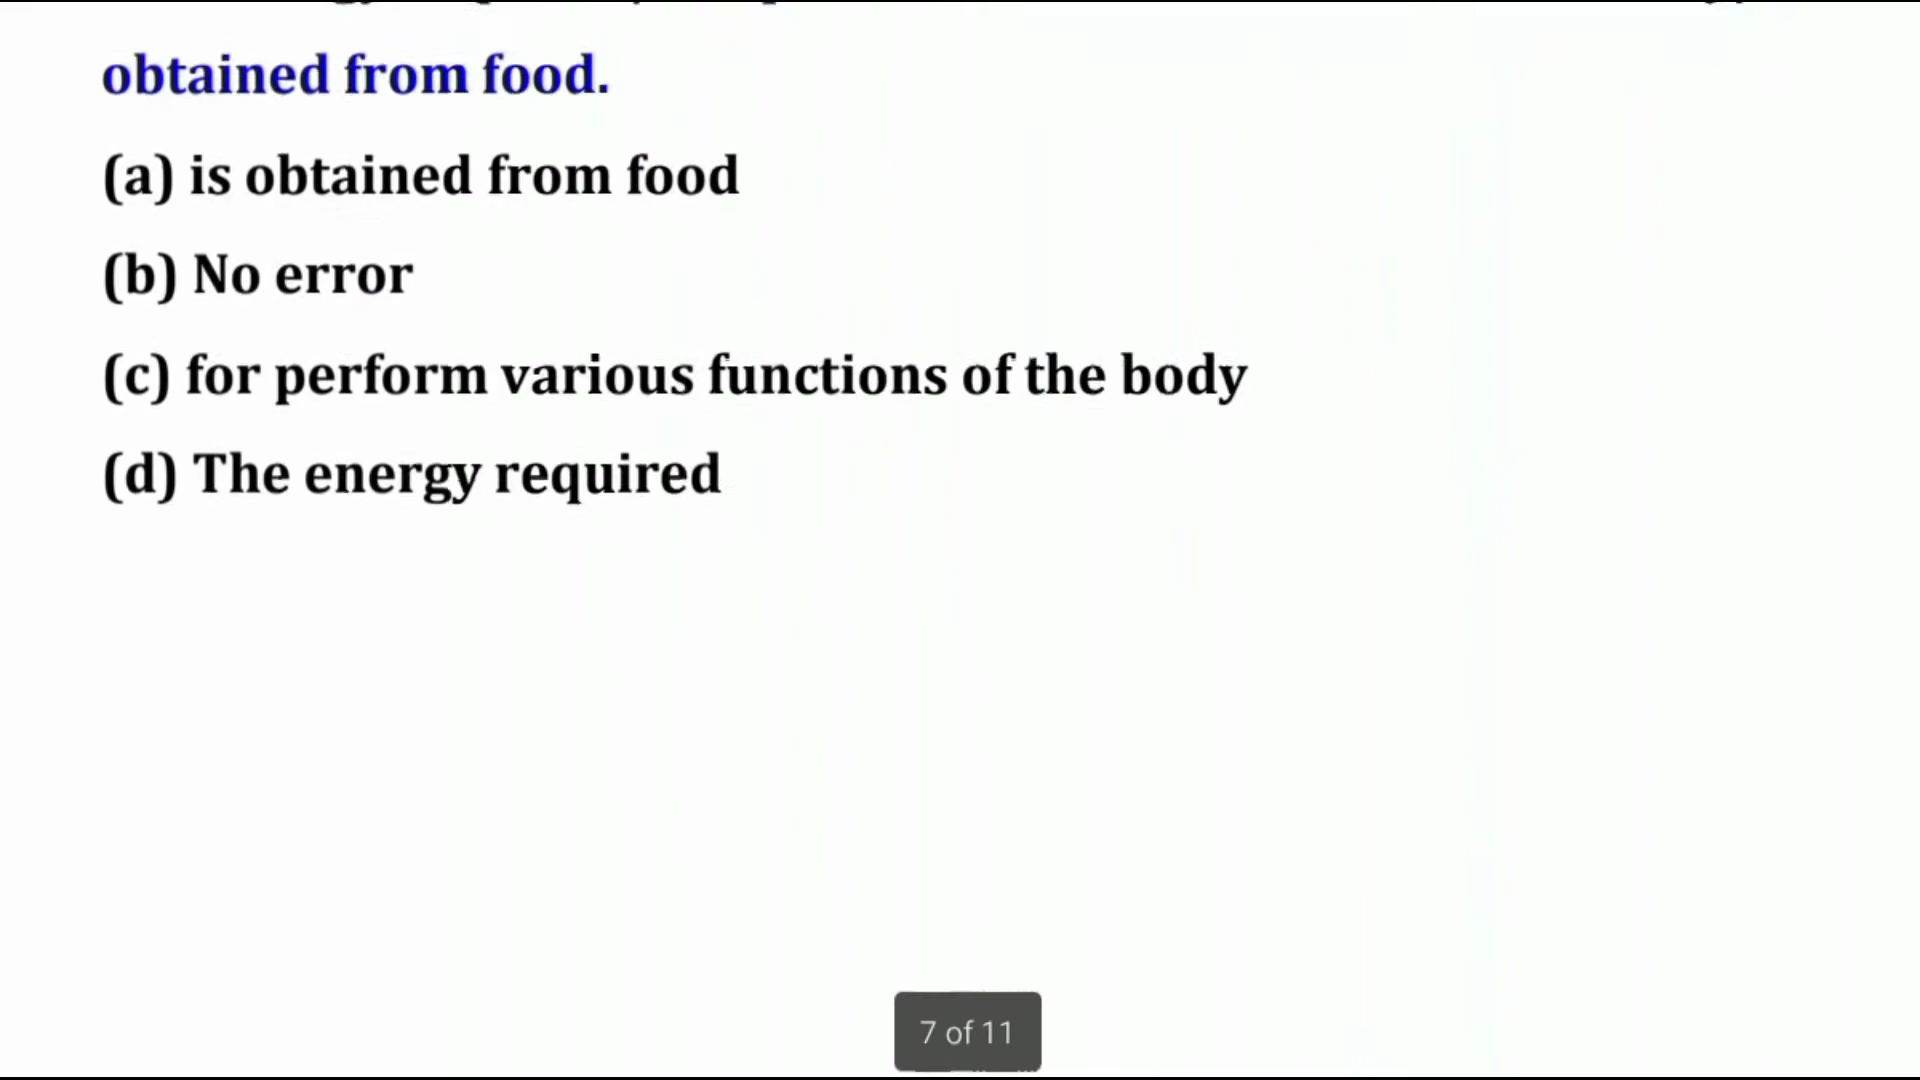 obtained from food.
(a) is obtained from food
(b) No error
(c) for perform various functions of the body
(d) The energy required
7 of 11